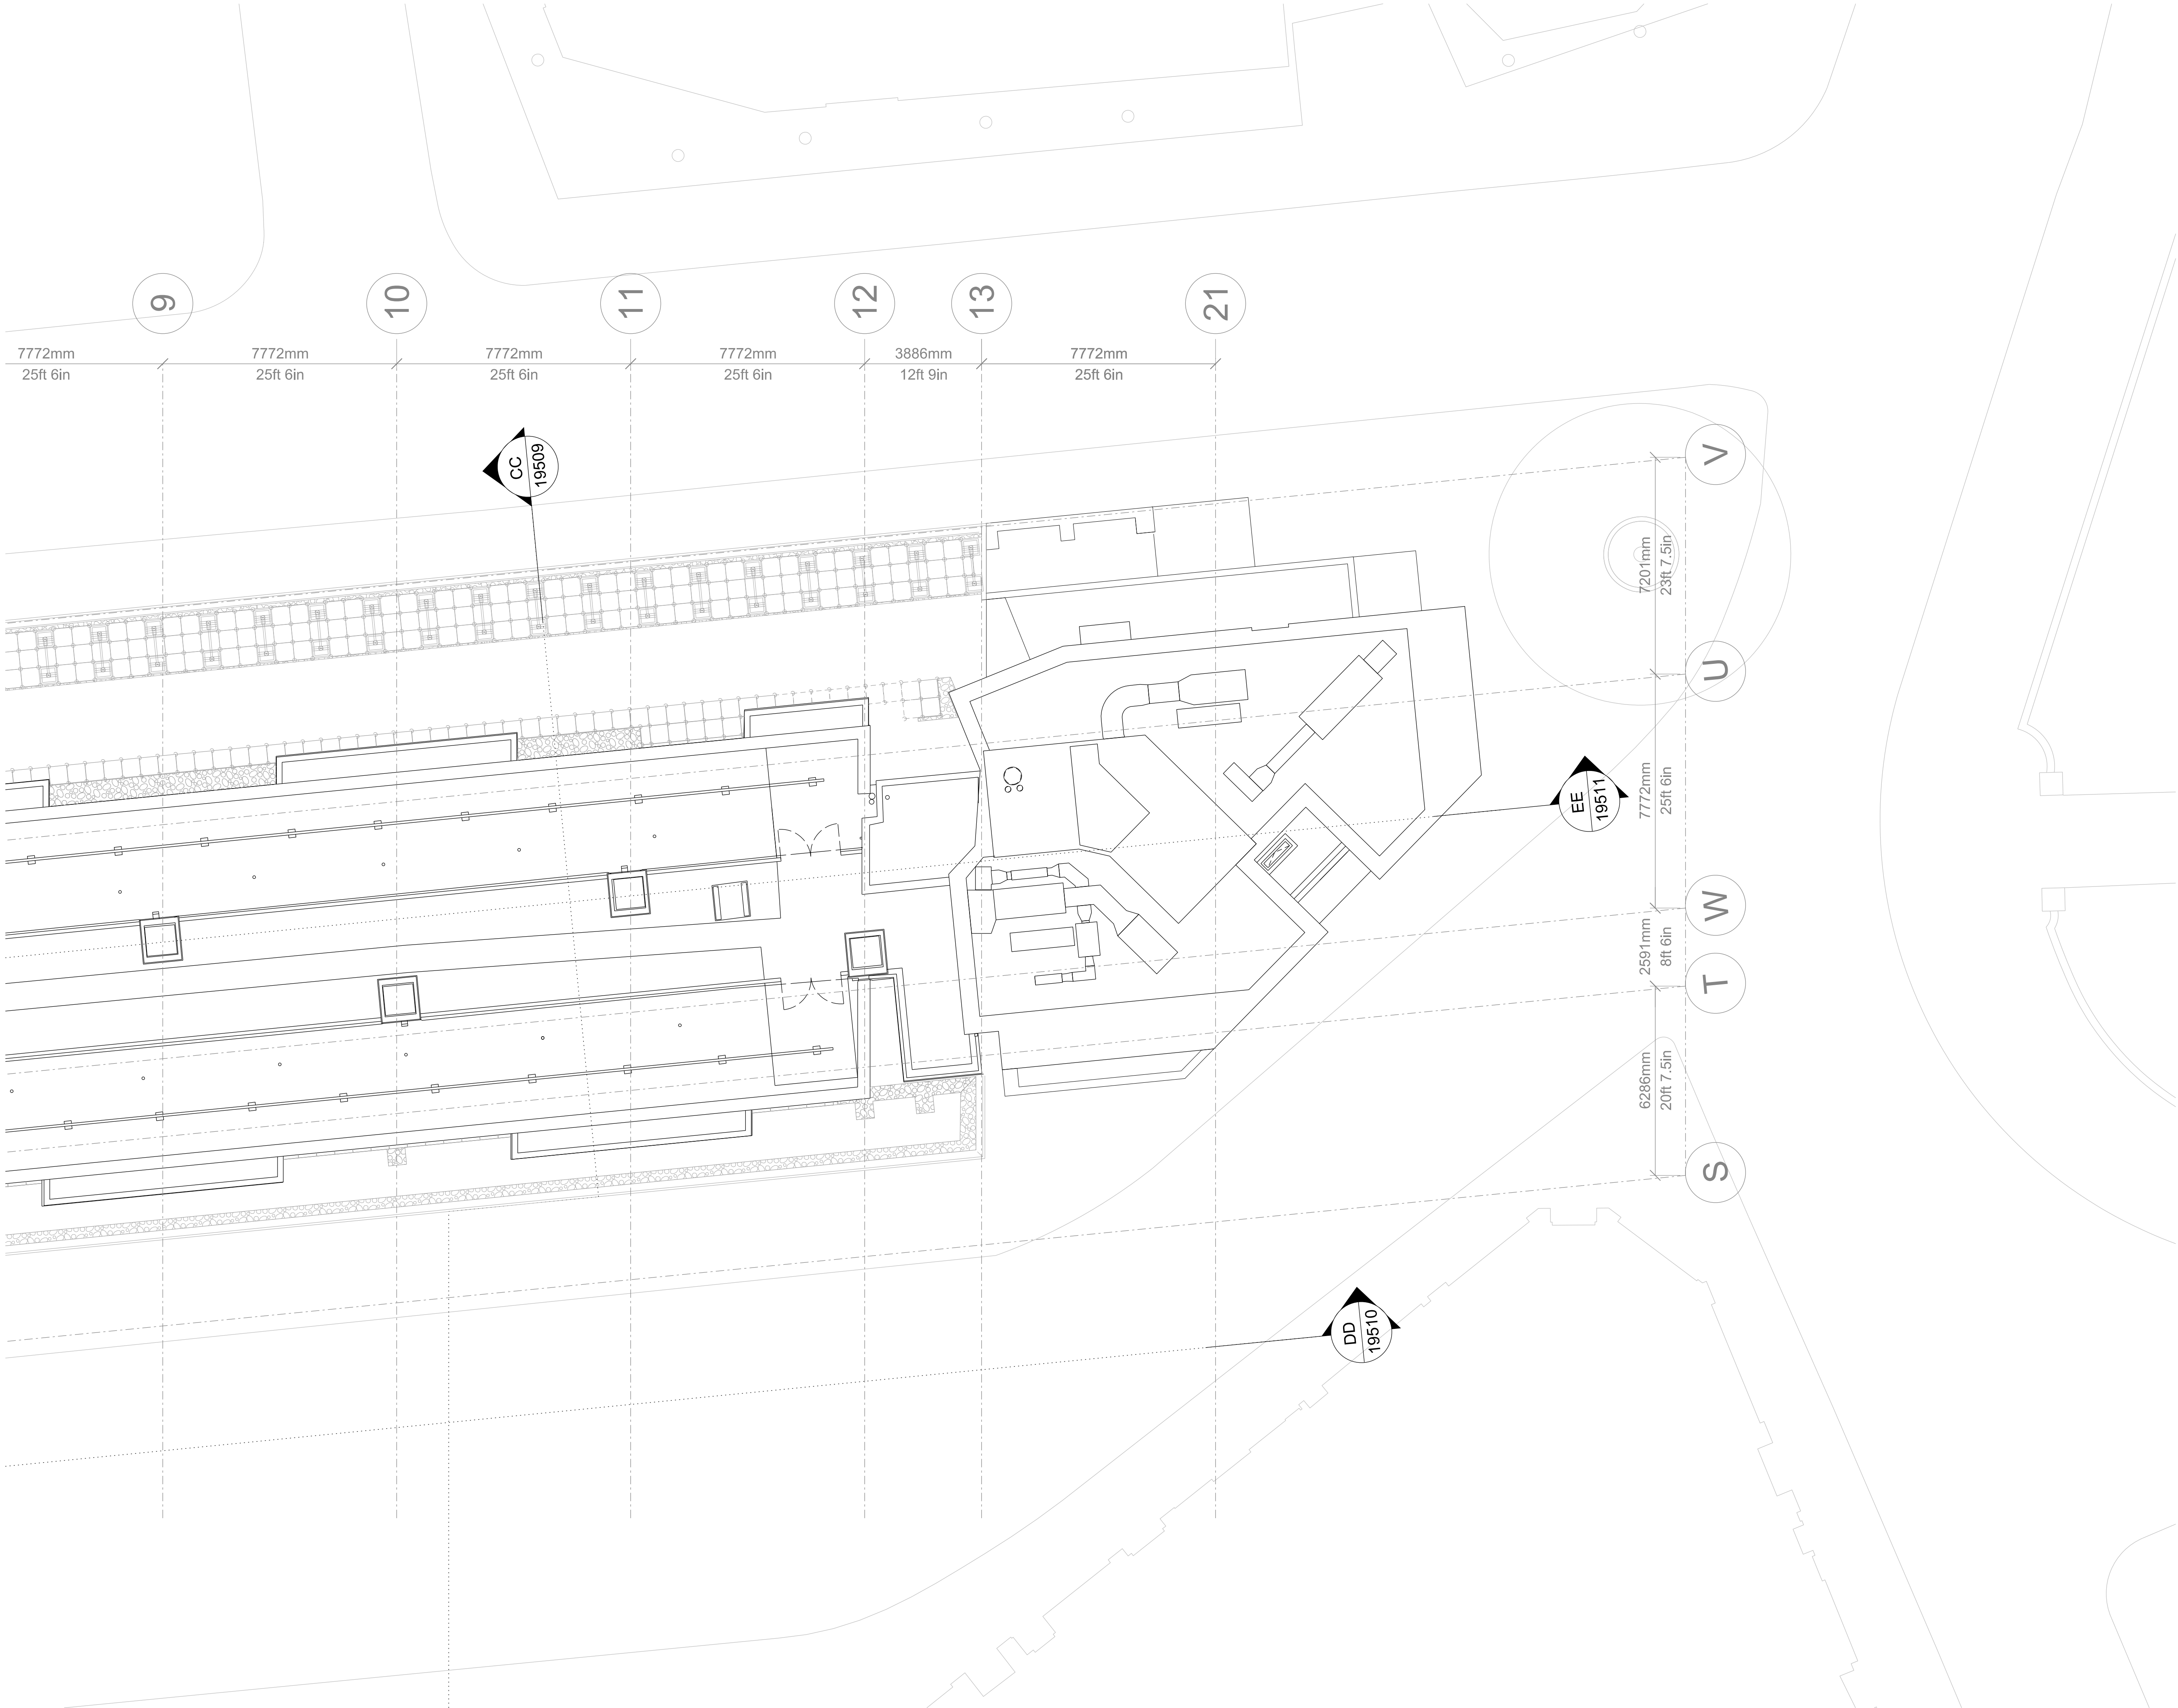 9
10
11
12
13
21
7772mm
25ft 6in
7772mm
25ft 6in
7772mm
25ft 6in
7772mm
25ft 6in
3886mm
12ft 9in
7772mm
25ft 6in
CC
19509
V
7201mm
23ft 7.5in
U
7772mm
25ft 6in
EE
19511
W
2591mm
8ft 6in
T
6286mm
20ft 7.5in
S
DD
19510